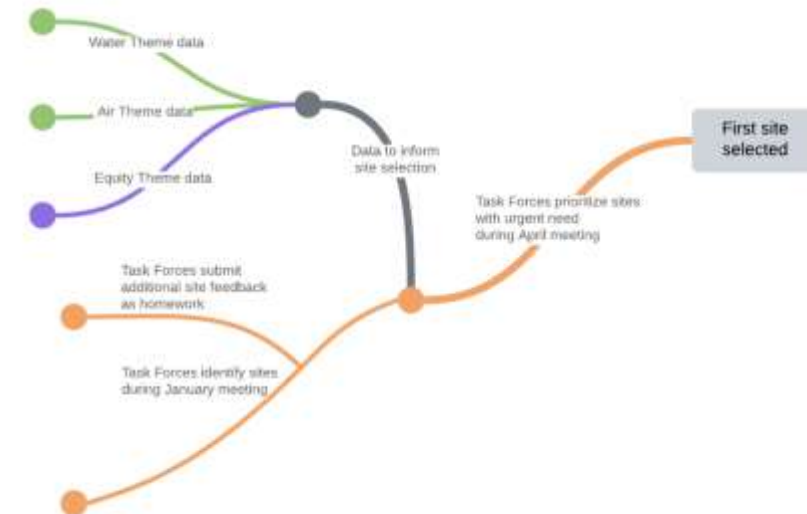 Water Theme data
Air Theme data
Equity Theme data
Data to inform
site selection
First site
selected
Task Forces prioritize sites
with urgent need
during April meeting
Task Forces submit
additional site feedback
as homework
Task Forces identify sites
during January meeting